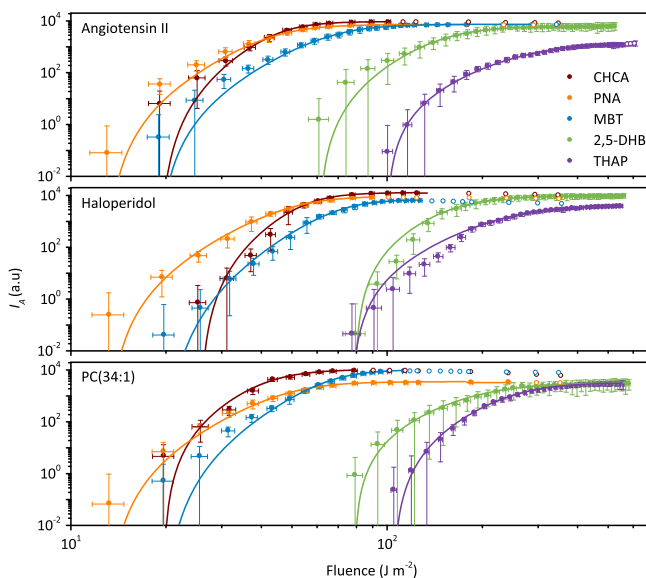 10^4
10^2
10^0
10^-2
Angiotensin II
CHCA
PNA
MBT
2,5-DHB
THAP
10^4
10^2
10^0
10^-2
Haloperidol
I_A (a.u)
10^4
10^2
10^0
10^-2
PC(34:1)
10^1
10^2
Fluence (J m^-2)